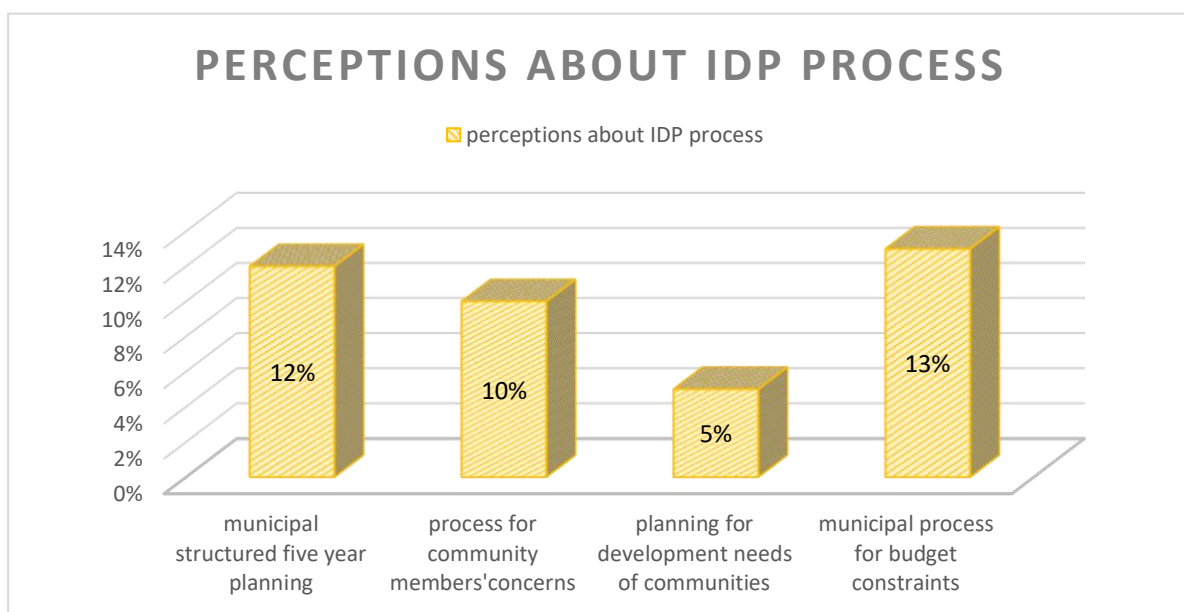 PERCEPTIONS ABOUT IDP PROCESS
perceptions about IDP process
14%
12%
10%
8%
6%
4%
2%
0%
12%
10%
5%
13%
municipal
structured five year
planning
process for
community
members'concerns
planning for
development needs
of communities
municipal process
for budget
constraints